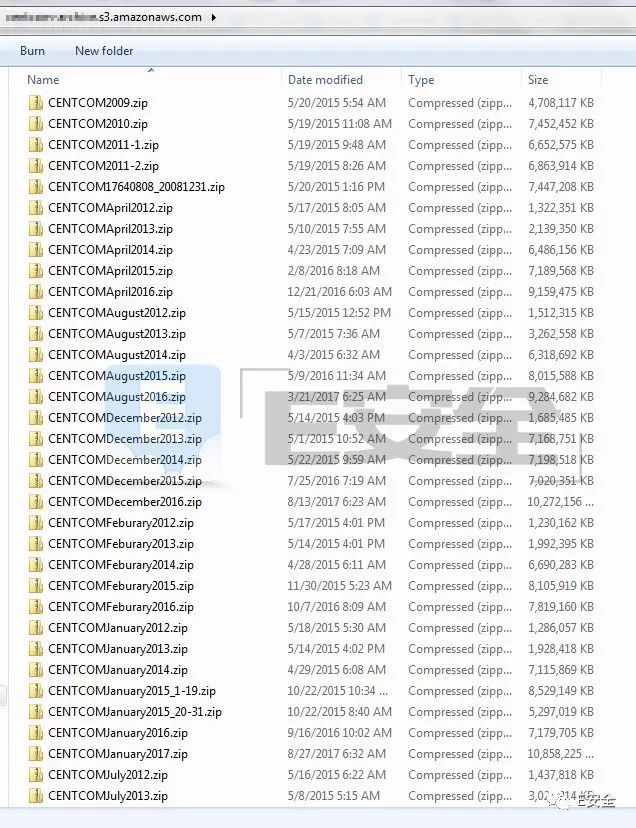 .s3.amazonaws.com
Burn New folder
Name Date modified Type Size
CENTCOM2009.zip 5/20/2015 5:54 AM Compressed (zipp... 4,708,117 KB
CENTCOM2010.zip 5/19/2015 11:08 AM Compressed (zipp... 7,452,452 KB
CENTCOM2011-1.zip 5/19/2015 9:48 AM Compressed (zipp... 6,652,575 KB
CENTCOM2011-2.zip 5/19/2015 8:26 AM Compressed (zipp... 6,863,914 KB
CENTCOM17640808_20081231.zip 5/20/2015 1:16 PM Compressed (zipp... 7,447,208 KB
CENTCOMApril2012.zip 5/17/2015 8:05 AM Compressed (zipp... 1,322,351 KB
CENTCOMApril2013.zip 5/10/2015 7:55 AM Compressed (zipp... 2,139,350 KB
CENTCOMApril2014.zip 4/23/2015 7:09 AM Compressed (zipp... 6,486,156 KB
CENTCOMApril2015.zip 2/8/2016 8:18 AM Compressed (zipp... 7,189,568 KB
CENTCOMApril2016.zip 12/21/2016 6:03 AM Compressed (zipp... 9,159,475 KB
CENTCOMAugust2012.zip 5/15/2015 12:52 PM Compressed (zipp... 1,512,315 KB
CENTCOMAugust2013.zip 5/7/2015 7:36 AM Compressed (zipp... 3,262,558 KB
CENTCOMAugust2014.zip 4/3/2015 6:32 AM Compressed (zipp... 6,318,692 KB
CENTCOMAugust2015.zip 5/9/2016 11:34 AM Compressed (zipp... 8,015,588 KB
CENTCOMAugust2016.zip 3/21/2017 6:25 AM Compressed (zipp... 9,284,682 KB
E安全
CENTCOMDecember2012.zip 5/14/2015 4:03 PM Compressed (zipp... 1,685,485 KB
CENTCOMDecember2013.zip 5/1/2015 10:52 AM Compressed (zipp... 7,168,751 KB
CENTCOMDecember2014.zip 5/22/2015 9:59 AM Compressed (zipp... 7,198,518 KB
CENTCOMDecember2015.zip 7/25/2016 7:19 AM Compressed (zipp... 7,020,351 KB
CENTCOMDecember2016.zip 8/13/2017 6:23 AM Compressed (zipp... 10,272,156 ...
CENTCOMFeburary2012.zip 5/17/2015 4:01 PM Compressed (zipp... 1,230,162 KB
CENTCOMFeburary2013.zip 5/14/2015 4:01 PM Compressed (zipp... 1,992,395 KB
CENTCOMFeburary2014.zip 4/28/2015 6:11 AM Compressed (zipp... 6,690,283 KB
CENTCOMFeburary2015.zip 11/30/2015 5:23 AM Compressed (zipp... 8,105,919 KB
CENTCOMFeburary2016.zip 10/7/2016 8:09 AM Compressed (zipp... 7,819,160 KB
CENTCOMJanuary2012.zip 5/18/2015 5:30 AM Compressed (zipp... 1,286,057 KB
CENTCOMJanuary2013.zip 5/14/2015 4:02 PM Compressed (zipp... 1,928,418 KB
CENTCOMJanuary2014.zip 4/29/2015 6:08 AM Compressed (zipp... 7,115,869 KB
CENTCOMJanuary2015_1-19.zip 10/22/2015 10:34 ... Compressed (zipp... 8,529,149 KB
CENTCOMJanuary2015_20-31.zip 10/22/2015 8:40 AM Compressed (zipp... 5,297,019 KB
CENTCOMJanuary2016.zip 9/16/2016 10:02 AM Compressed (zipp... 7,179,705 KB
CENTCOMJanuary2017.zip 8/27/2017 6:32 AM Compressed (zipp... 10,858,225 ...
CENTCOMJuly2012.zip 5/16/2015 6:22 AM Compressed (zipp... 1,437,818 KB
CENTCOMJuly2013.zip 5/8/2015 5:15 AM Compressed (zipp... KB
E安全